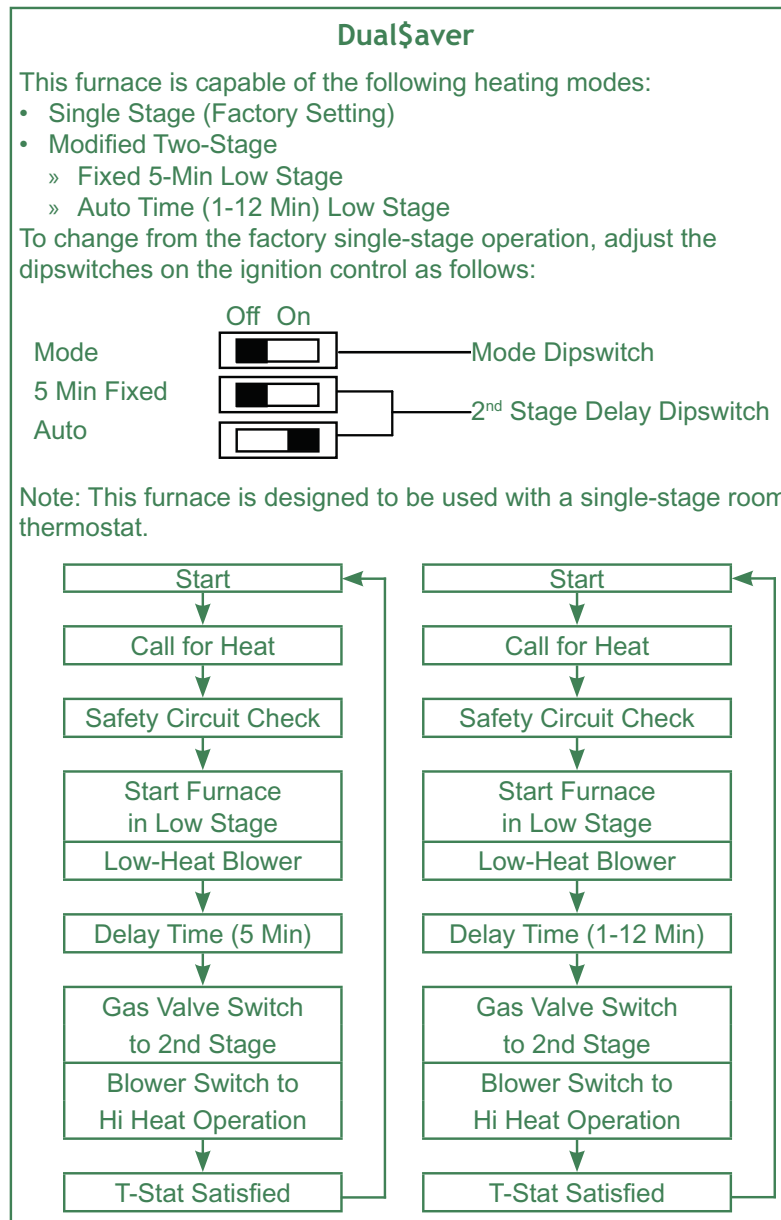 Dual$aver
This furnace is capable of the following heating modes:
• Single Stage (Factory Setting)
• Modified Two-Stage
» Fixed 5-Min Low Stage
» Auto Time (1-12 Min) Low Stage
To change from the factory single-stage operation, adjust the
dipswitches on the ignition control as follows:
Off On
Mode
Mode Dipswitch
5 Min Fixed
2nd Stage Delay Dipswitch
Auto
Note: This furnace is designed to be used with a single-stage room
thermostat.
Start
Call for Heat
Safety Circuit Check
Start Furnace
in Low Stage
Low-Heat Blower
Delay Time (5 Min)
Gas Valve Switch
to 2nd Stage
Blower Switch to
Hi Heat Operation
T-Stat Satisfied
Start
Call for Heat
Safety Circuit Check
Start Furnace
in Low Stage
Low-Heat Blower
Delay Time (1-12 Min)
Gas Valve Switch
to 2nd Stage
Blower Switch to
Hi Heat Operation
T-Stat Satisfied